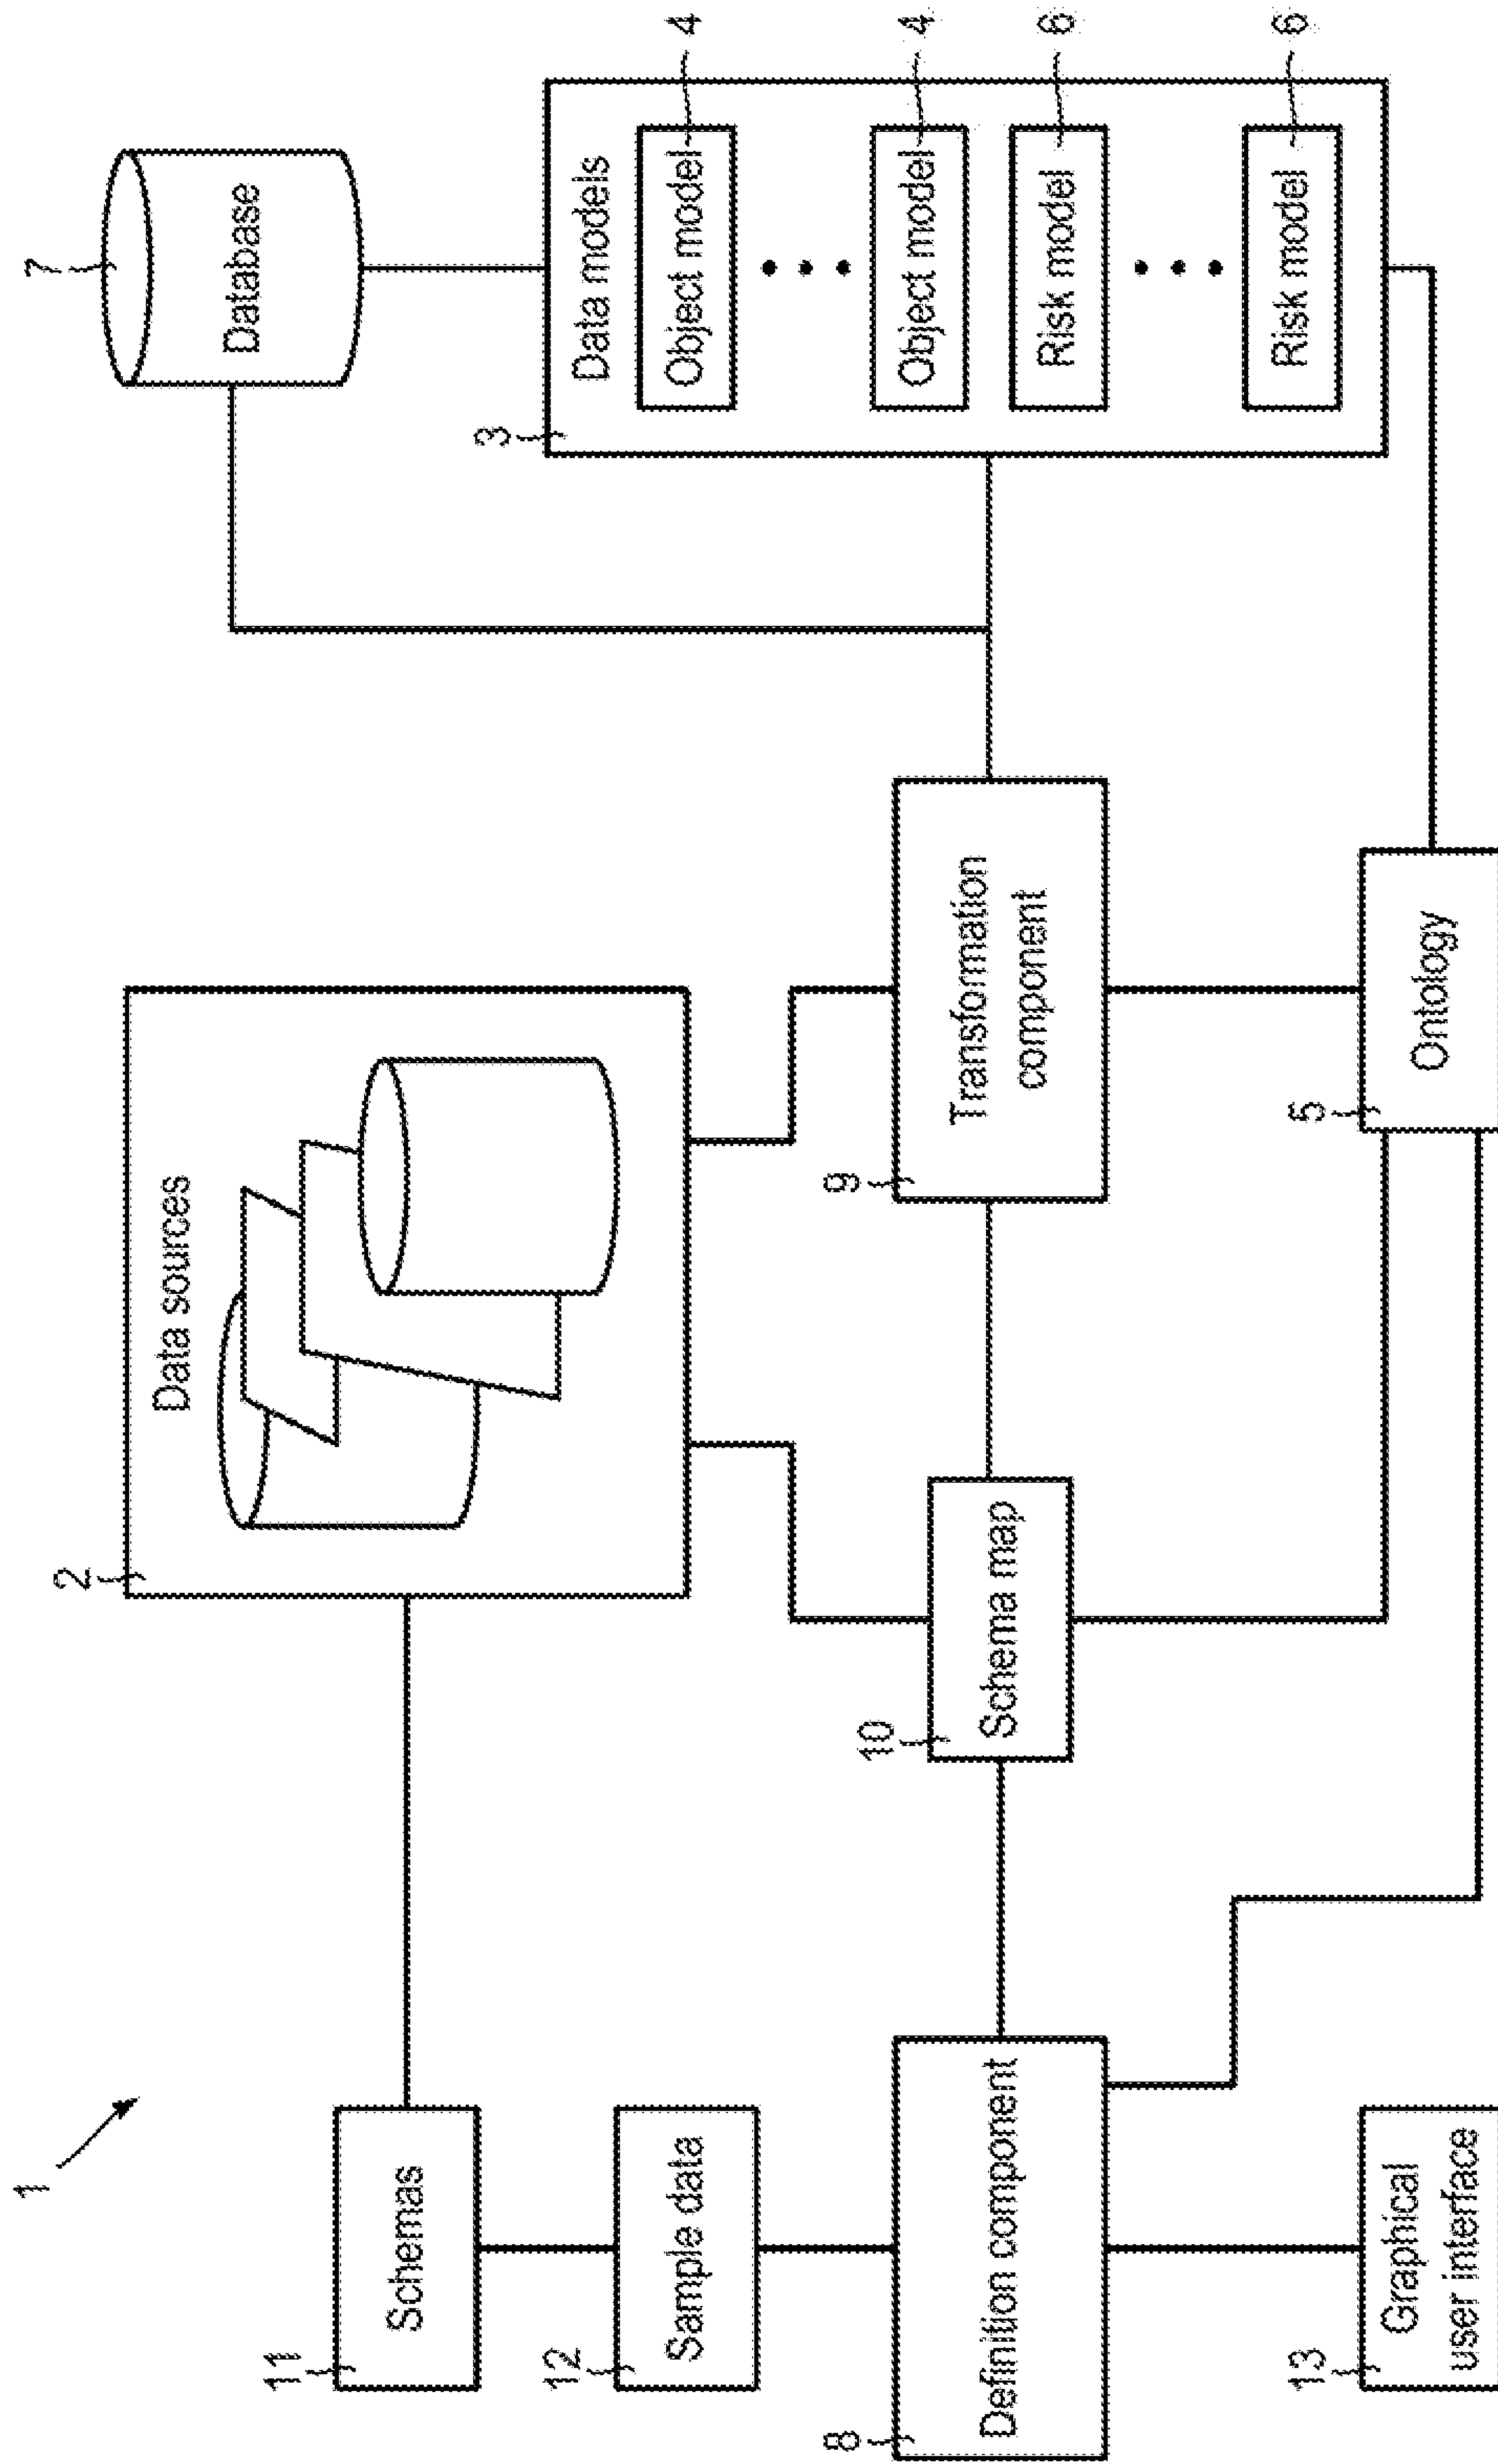 1
11
Schemas
12
Sample data
8
Definition component
13
Graphical
user interface
2
Data sources
10
Schema map
9
Transformation
component
5
Ontology
7
Database
3
Data models
Object model
4
Object model
4
Risk model
6
Risk model
6